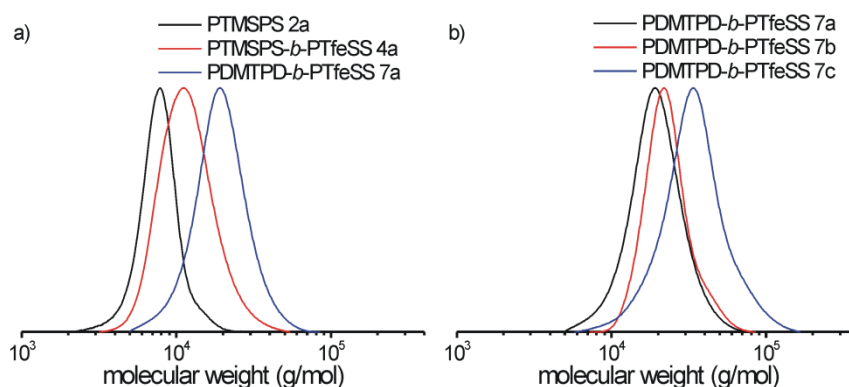 a)
PTMSPS 2a
PTMSPS-b-PTfeSS 4a
PDMTPD-b-PTfeSS 7a
10³ 10⁴ 10⁵
molecular weight (g/mol)
b)
PDMTPD-b-PTfeSS 7a
PDMTPD-b-PTfeSS 7b
PDMTPD-b-PTfeSS 7c
10³ 10⁴ 10⁵
molecular weight (g/mol)